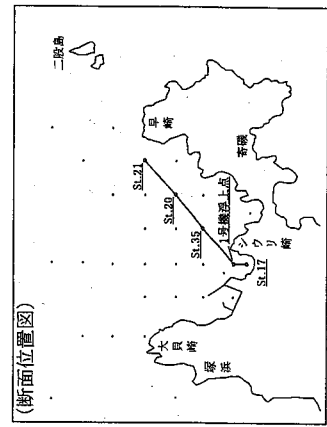 (断面位置図)
二股島
早崎
St.21
St.20
St.35
1号機浮上点
寄磯
シウリ崎
St.17
大貝崎
塚浜